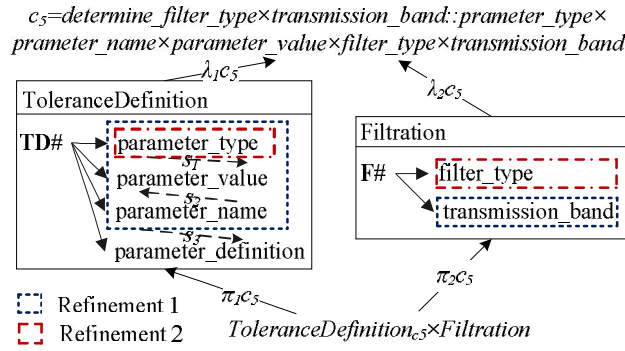 c5=determine_filter_type×transmission_band::prameter_type×
prameter_name×parameter_value×filter_type×transmission_band
λ1c5
λ2c5
ToleranceDefinition
TD#
parameter_type
s1
parameter_value
s2
parameter_name
s3
parameter_definition
Filtration
F#
filter_type
transmission_band
π1c5
π2c5
Refinement 1
Refinement 2
ToleranceDefinitionc5×Filtration